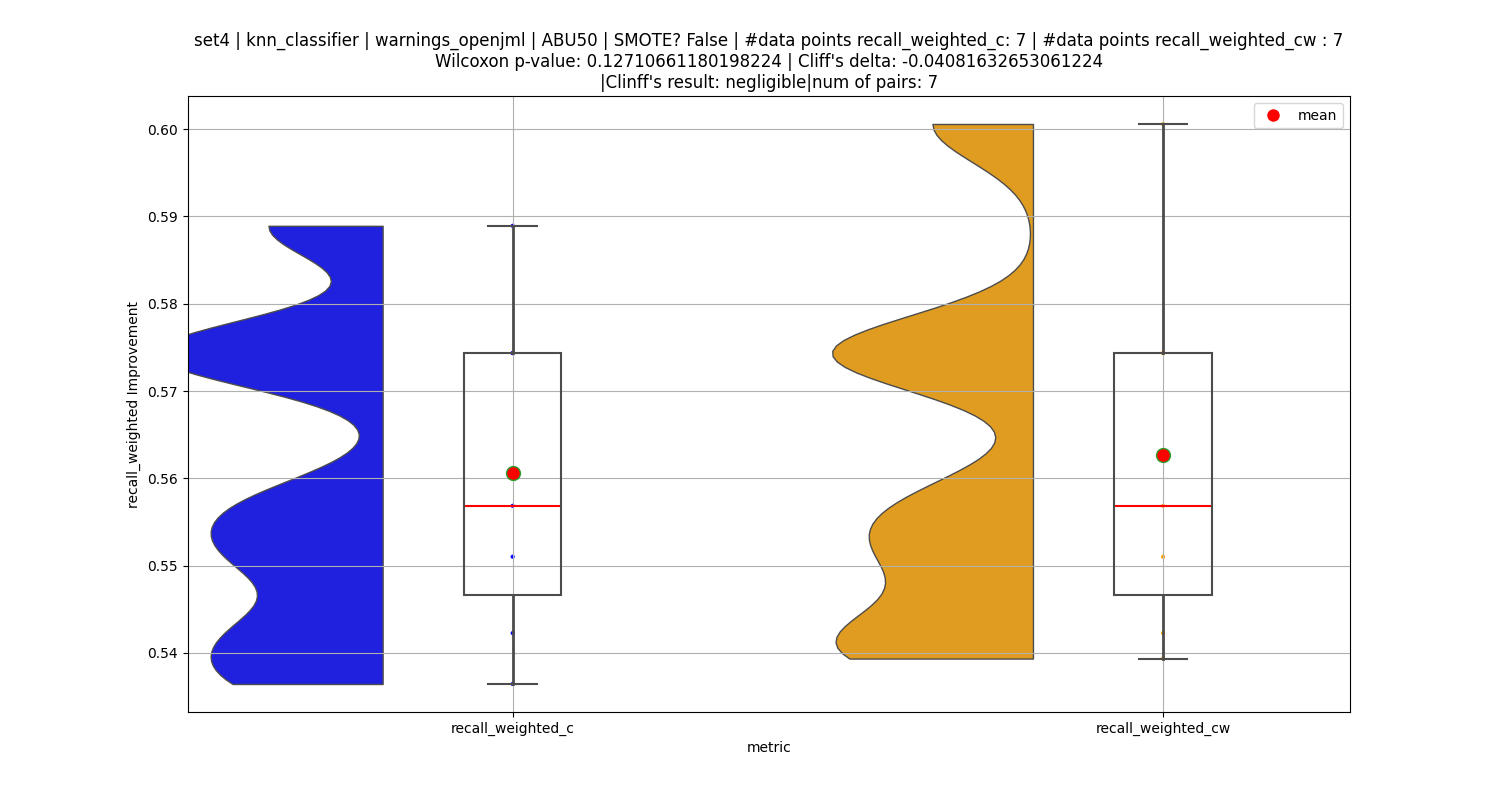 set4 | knn_classifier | warnings_openjml | ABU50 | SMOTE? False | #data points recall_weighted_c: 7 | #data points recall_weighted_cw : 7
Wilcoxon p-value: 0.12710661180198224 | Cliff's delta: -0.04081632653061224
|Clinff's result: negligible|num of pairs: 7
mean
0.60
0.59
0.58
0.57
0.56
0.55
0.54
recall_weighted Improvement
recall_weighted_c
recall_weighted_cw
metric